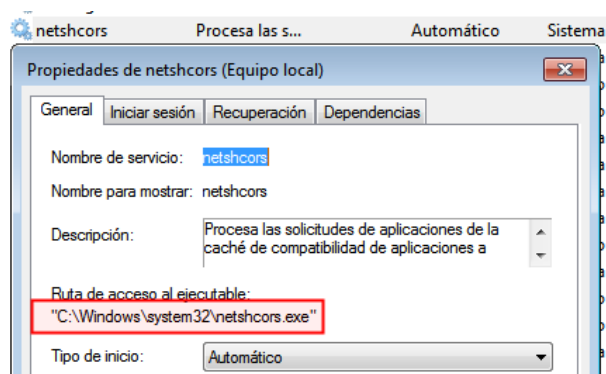 netshcors Procesa las s... Automático Sistema
Propiedades de netshcors (Equipo local)
General Iniciar sesión Recuperación Dependencias
Nombre de servicio: netshcors
Nombre para mostrar: netshcors
Descripción: Procesa las solicitudes de aplicaciones de la
caché de compatibilidad de aplicaciones a
Ruta de acceso al ejecutable:
"C:\Windows\system32\netshcors.exe"
Tipo de inicio: Automático